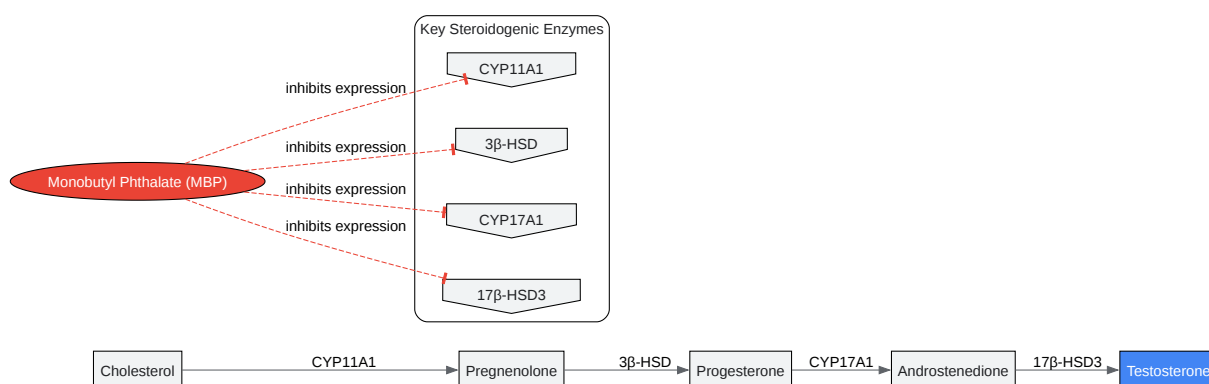 Key Steroidogenic Enzymes
CYP11A1
inhibits expression
3β-HSD
inhibits expression
Monobutyl Phthalate (MBP)
inhibits expression
CYP17A1
inhibits expression
17β-HSD3
CYP11A1
3β-HSD
CYP17A1
17β-HSD3
Cholesterol
Pregnenolone
Progesterone
Androstenedione
Testosterone